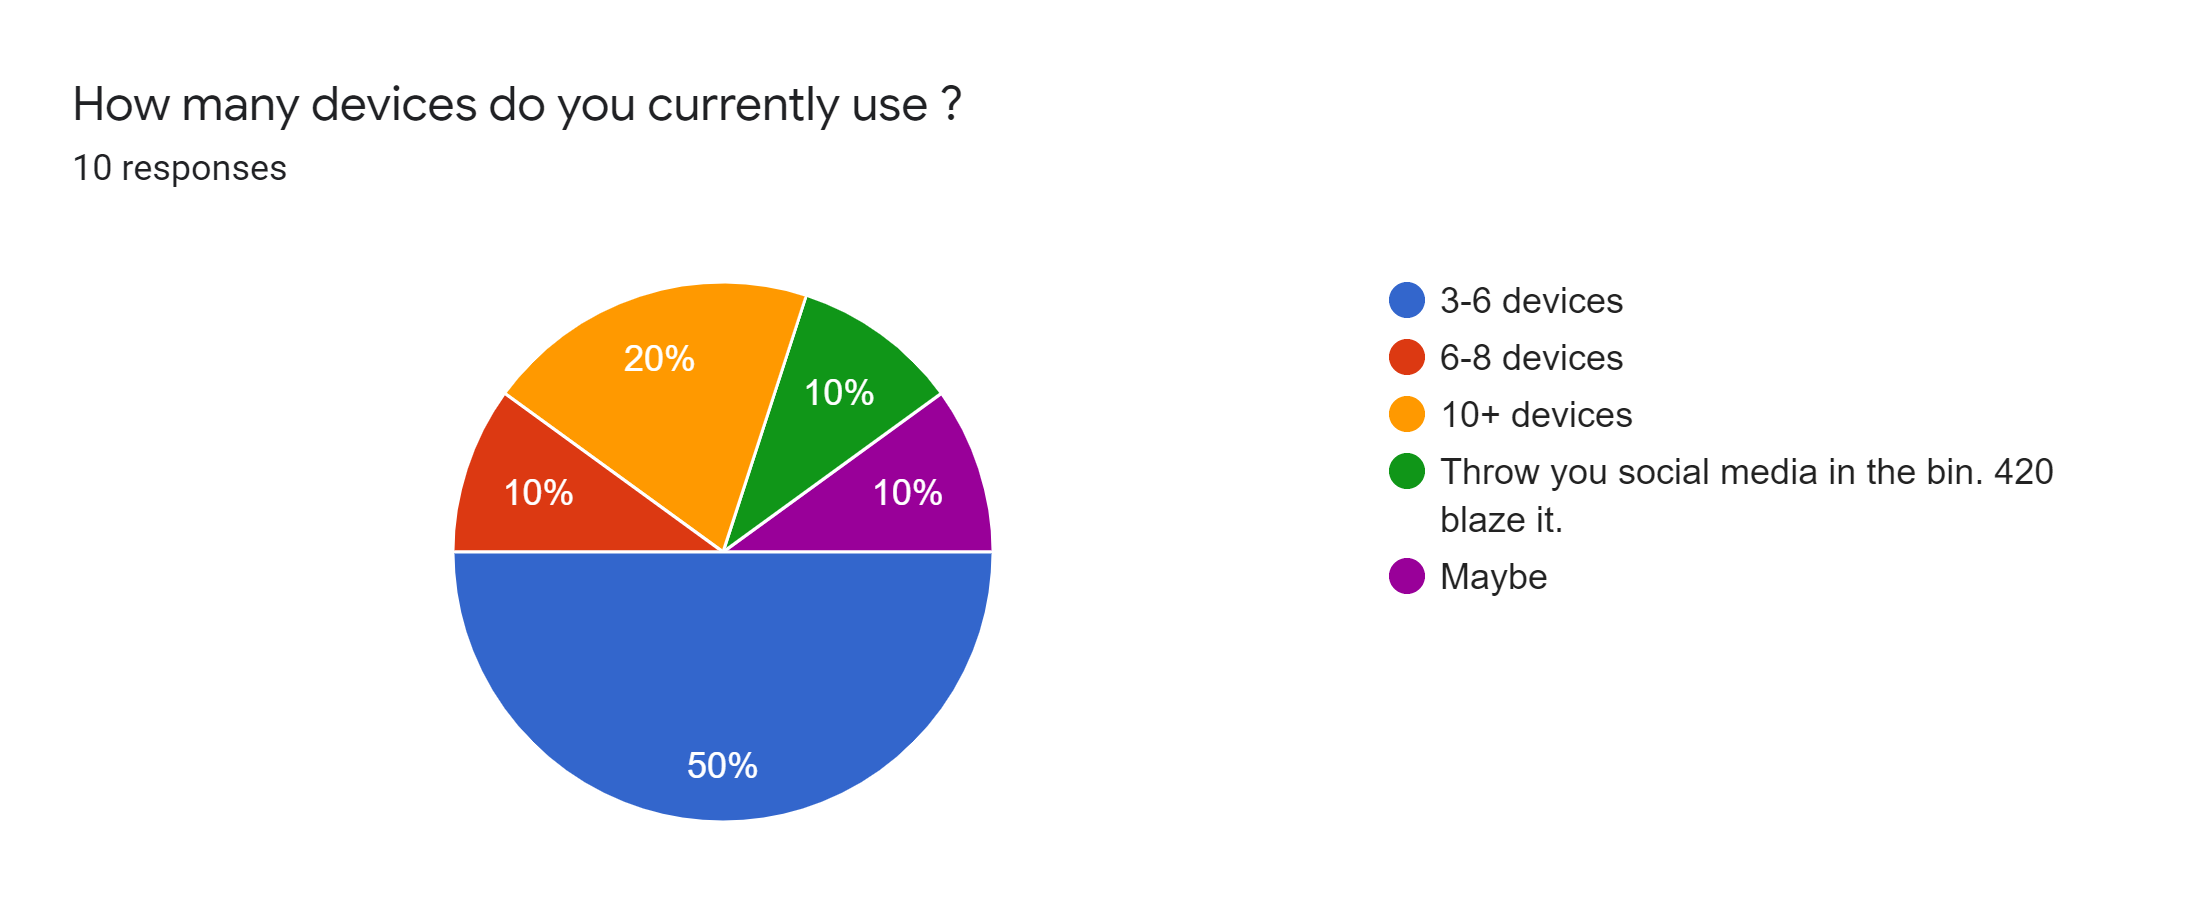 How many devices do you currently use ?
10 responses
20%
10%
10%
10%
50%
3-6 devices
6-8 devices
10+ devices
Throw you social media in the bin. 420
blaze it.
Maybe